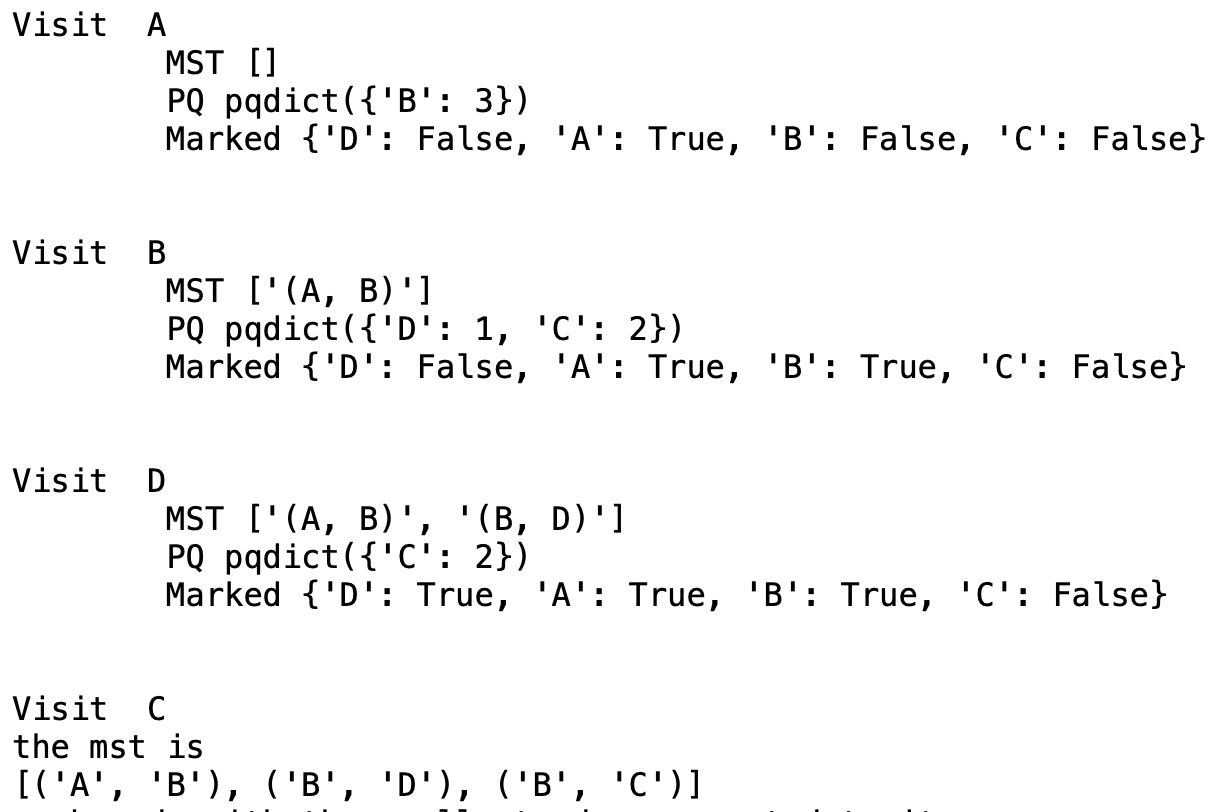 Visit  A
        MST []
        PQ pqdict({'B': 3})
        Marked {'D': False, 'A': True, 'B': False, 'C': False}
Visit  B
        MST ['(A, B)']
        PQ pqdict({'D': 1, 'C': 2})
        Marked {'D': False, 'A': True, 'B': True, 'C': False}
Visit  D
        MST ['(A, B)', '(B, D)']
        PQ pqdict({'C': 2})
        Marked {'D': True, 'A': True, 'B': True, 'C': False}
Visit  C
the mst is
[('A', 'B'), ('B', 'D'), ('B', 'C')]